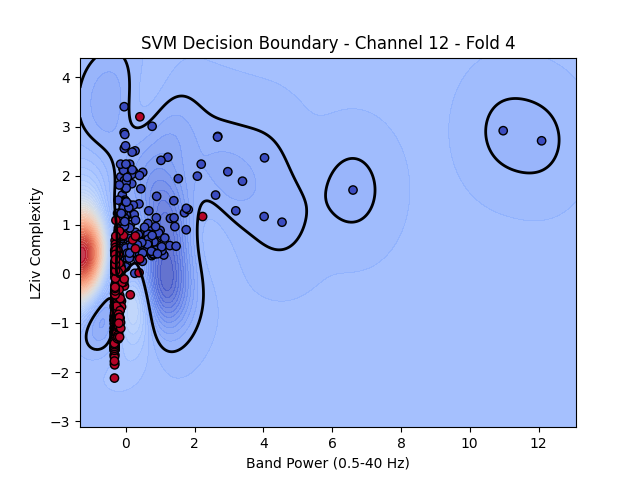 SVM Decision Boundary - Channel 12 - Fold 4
LZiv Complexity
4
3
2
1
0
−1
−2
−3
0 2 4 6 8 10 12
Band Power (0.5-40 Hz)